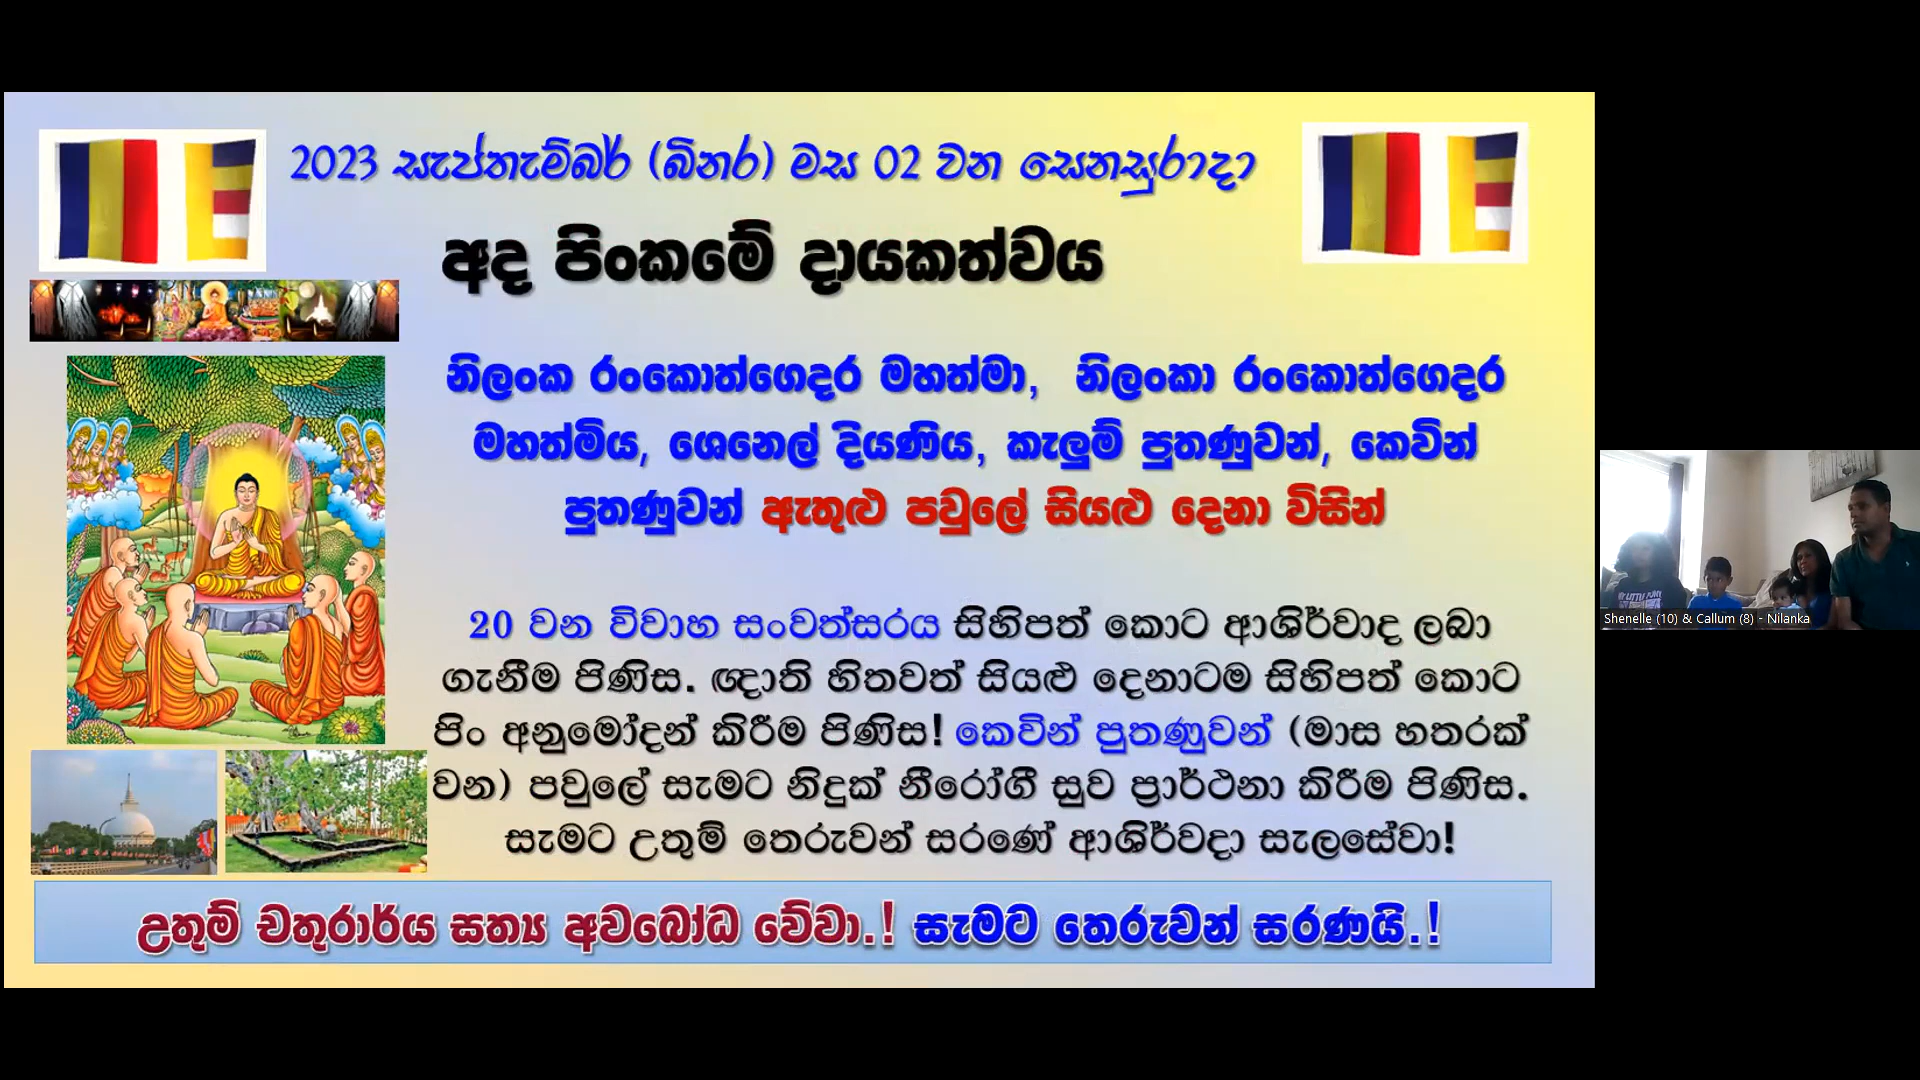 2023 සැප්තැම්බර් (බිනර) මස 02 වන සෙනසුරාදා
අද පිංකමේ දායකත්වය
නිලංක රංකොත්ගෙදර මහත්මා, නිලංකා රංකොත්ගෙදර
මහත්මිය, ශෙනෙල් දියණිය, කැලුම් පුතණුවන්, කෙවින්
පුතණුවන් ඇතුළු පවුලේ සියළු දෙනා විසින්
20 වන විවාහ සංවත්සරය සිහිපත් කොට ආශිර්වාද ලබා
ගැනීම පිණිස. ඥාති හිතවත් සියළු දෙනාටම සිහිපත් කොට
පිං අනුමෝදන් කිරීම පිණිස! කෙවින් පුතණුවන් (මාස හතරක්
වන) පවුලේ සැමට නිදුක් නීරෝගී සුව ප්‍රාර්ථනා කිරීම පිණිස.
සැමට උතුම් තෙරුවන් සරණේ ආශිර්වදා සැලසේවා!
උතුම් චතුරාර්ය සත්‍ය අවබෝධ වේවා.! සැමට තෙරුවන් සරණයි.!
Shenelle (10) & Callum (8) - Nilanka